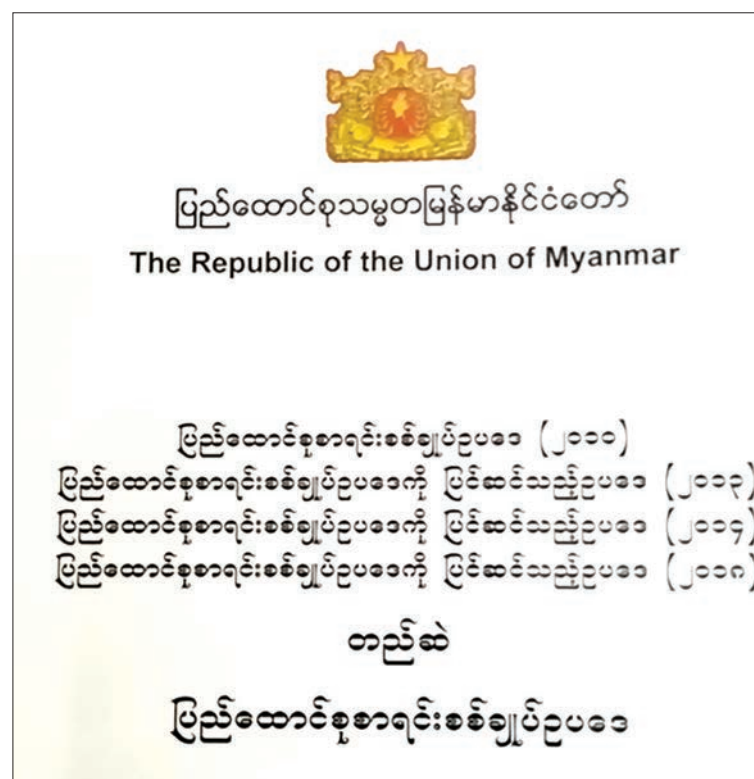 ပြည်ထောင်စုသမ္မတမြန်မာနိုင်ငံတော်
The Republic of the Union of Myanmar
ပြည်ထောင်စုစာရင်းစစ်ချုပ်ဥပဒေ (၂၀၁၀)
ပြည်ထောင်စုစာရင်းစစ်ချုပ်ဥပဒေကို ပြင်ဆင်သည့်ဥပဒေ (၂၀၁၃)
ပြည်ထောင်စုစာရင်းစစ်ချုပ်ဥပဒေကို ပြင်ဆင်သည့်ဥပဒေ (၂၀၁၄)
ပြည်ထောင်စုစာရင်းစစ်ချုပ်ဥပဒေကို ပြင်ဆင်သည့်ဥပဒေ (၂၀၁၈)
တည်ဆဲ
ပြည်ထောင်စုစာရင်းစစ်ချုပ်ဥပဒေ